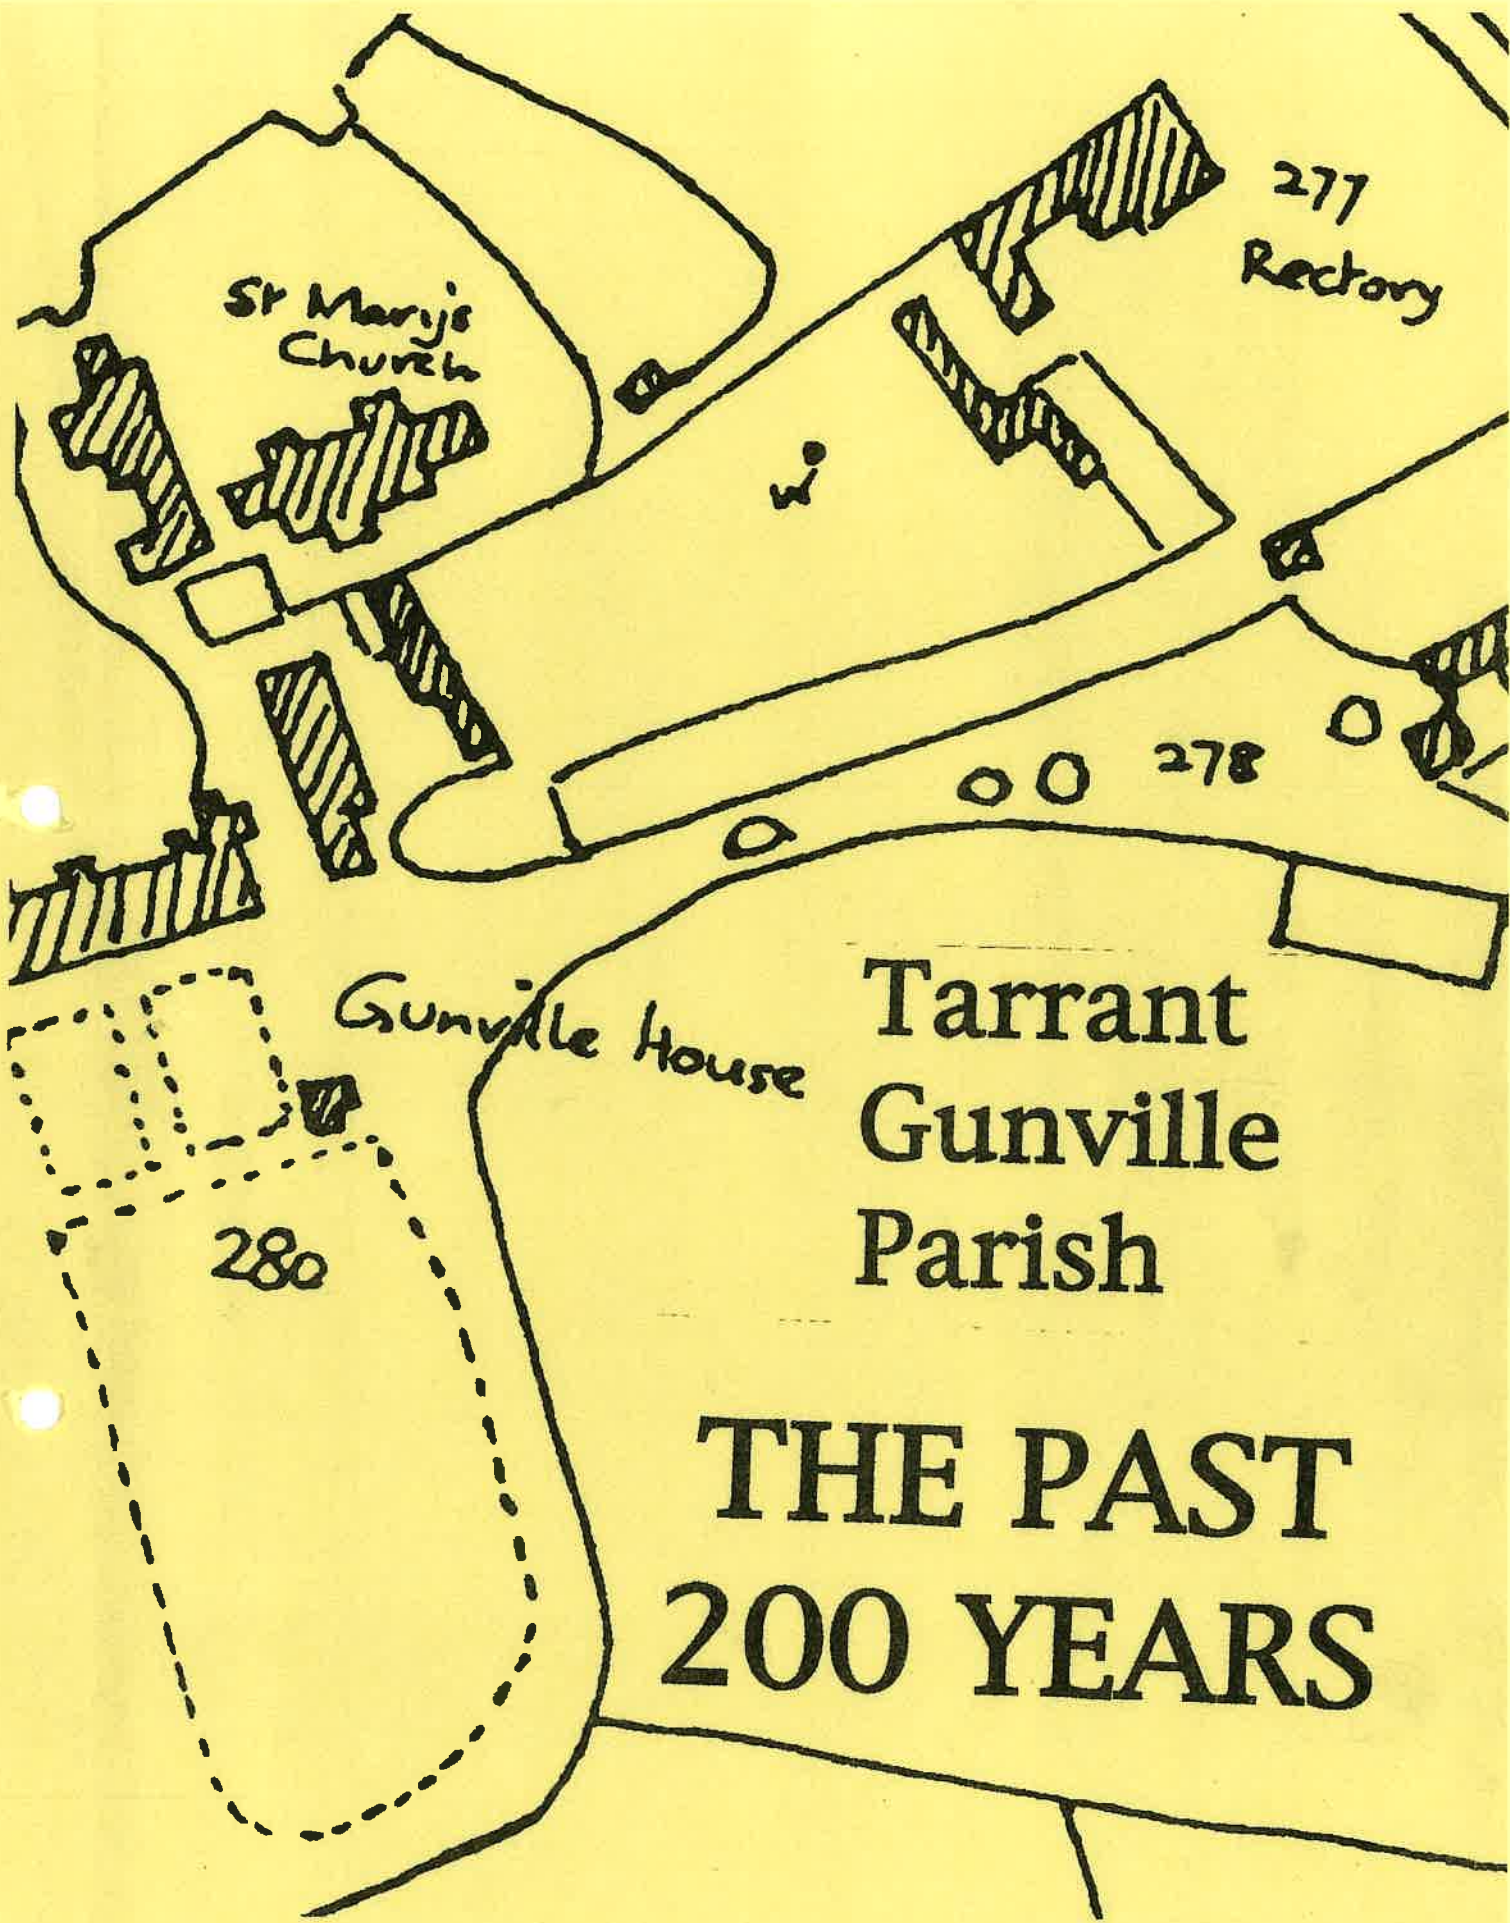 277
Rectory
St Mary's
Church
W
278
Gunville House
Tarrant
Gunville
Parish
280
THE PAST
200 YEARS